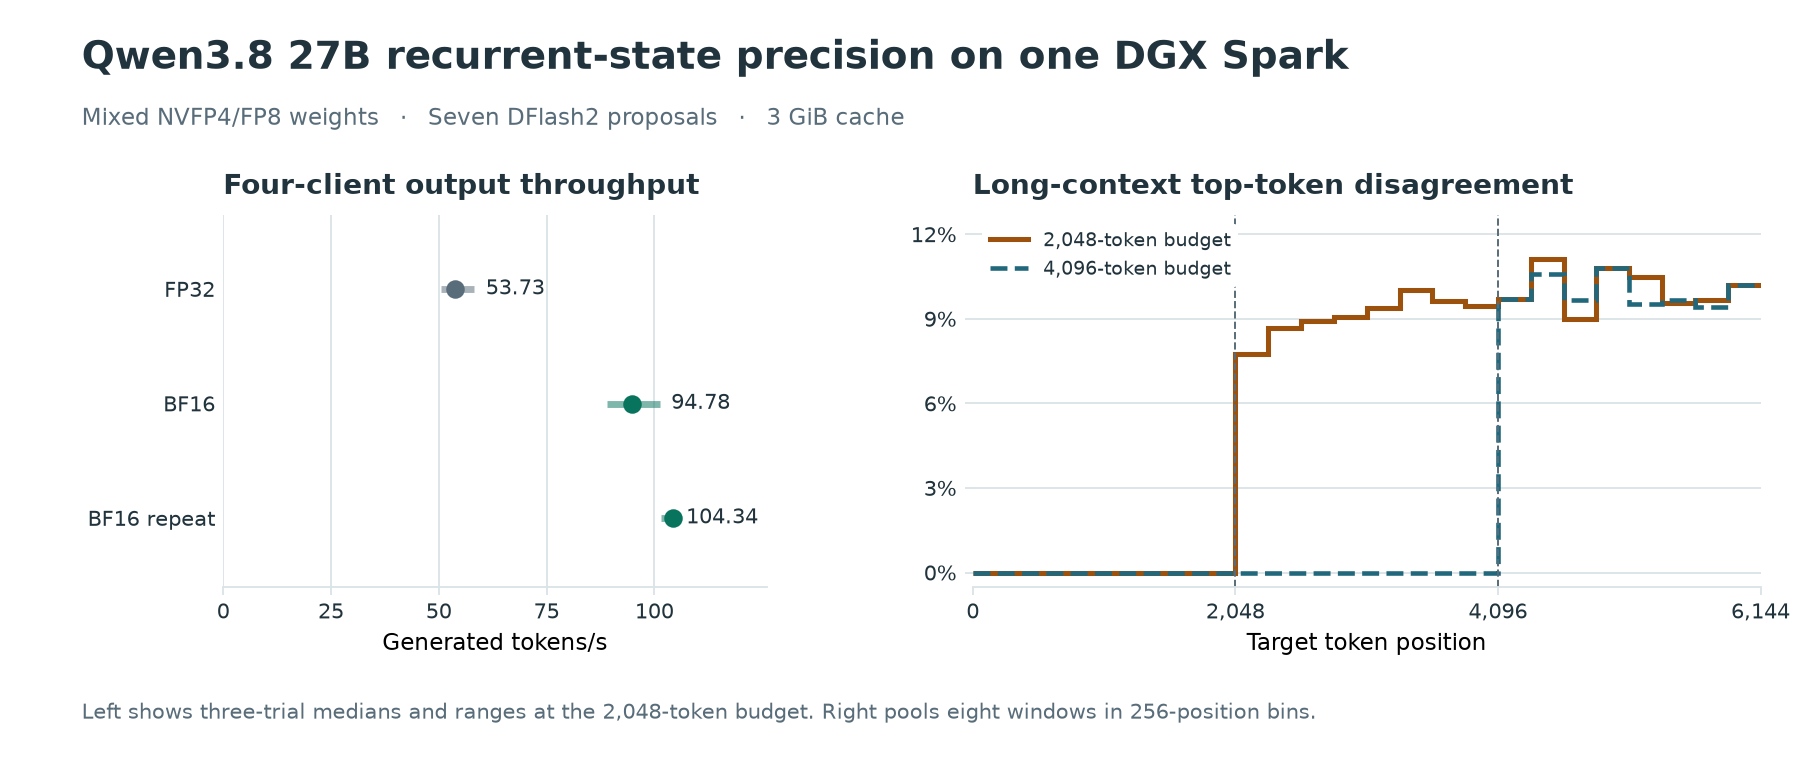 Qwen3.8 27B recurrent-state precision on one DGX Spark
Mixed NVFP4/FP8 weights · Seven DFlash2 proposals · 3 GiB cache
Four-client output throughput
FP32
53.73
BF16
94.78
BF16 repeat
104.34
0 25 50 75 100
Generated tokens/s
Long-context top-token disagreement
2,048-token budget
4,096-token budget
12%
9%
6%
3%
0%
0 2,048 4,096 6,144
Target token position
Left shows three-trial medians and ranges at the 2,048-token budget. Right pools eight windows in 256-position bins.